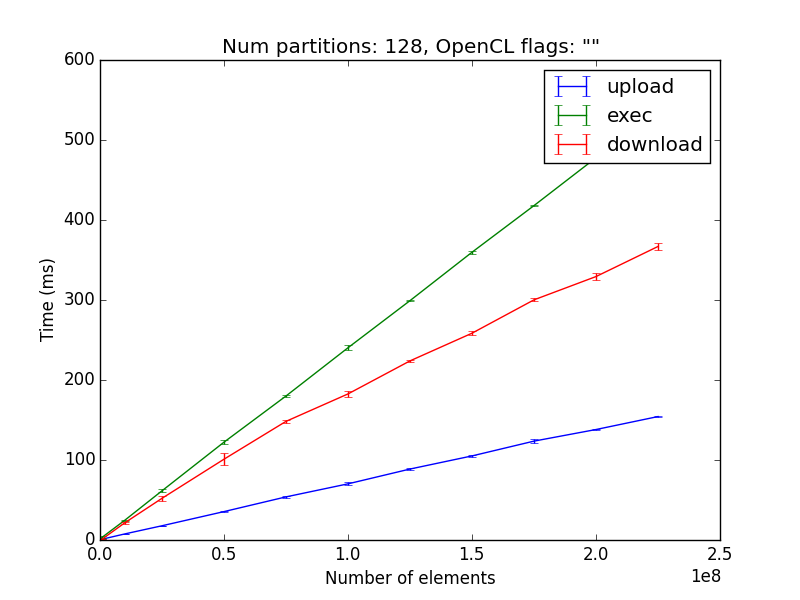 Num partitions: 128, OpenCL flags: ""
600
500
400
300
200
100
0
Time (ms)
upload
exec
download
0.0 0.5 1.0 1.5 2.0 2.5
1e8
Number of elements